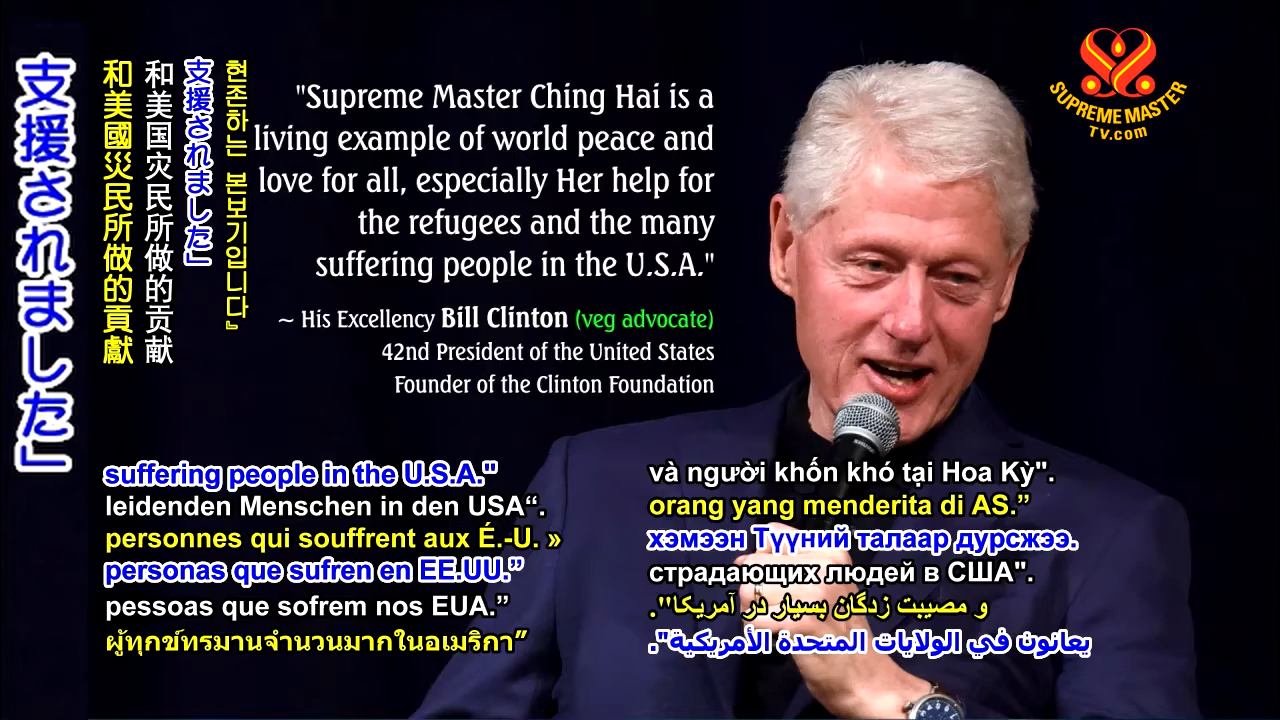 支援されました」
和美國災民所做的貢獻
和美国灾民所做的贡献
支援されました」
현존하는 본보기입니다』
"Supreme Master Ching Hai is a
living example of world peace and
love for all, especially Her help for
the refugees and the many
suffering people in the U.S.A."
~ His Excellency Bill Clinton (veg advocate)
42nd President of the United States
Founder of the Clinton Foundation
SUPREME MASTER
TV.com
suffering people in the U.S.A."
leidenden Menschen in den USA“.
personnes qui souffrent aux É.-U. »
personas que sufren en EE.UU.”
pessoas que sofrem nos EUA.”
ผู้ทุกข์ทรมานจำนวนมากในอเมริกา”
và người khốn khó tại Hoa Kỳ".
orang yang menderita di AS.”
хэмээн Түүний талаар дурсжээ.
страдающих людей в США".
و مصیبت زدگان بسیار در آمریکا".
يعانون في الولايات المتحدة الأمريكية".